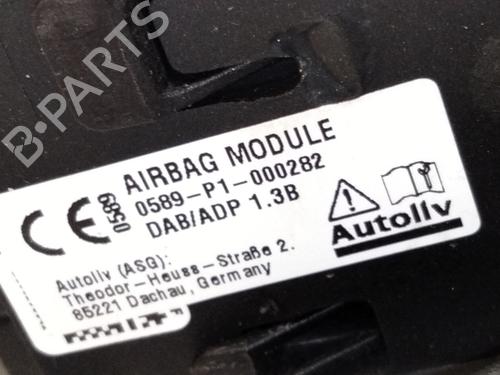 B-PARTS
AIRBAG MODULE
0589-P1-000282
DAB/ADP 1.3B
CE
0589
Autoliv
Autoliv (ASG):
Theodor-Heuss-Straße 2.
85221 Dachau, Germany